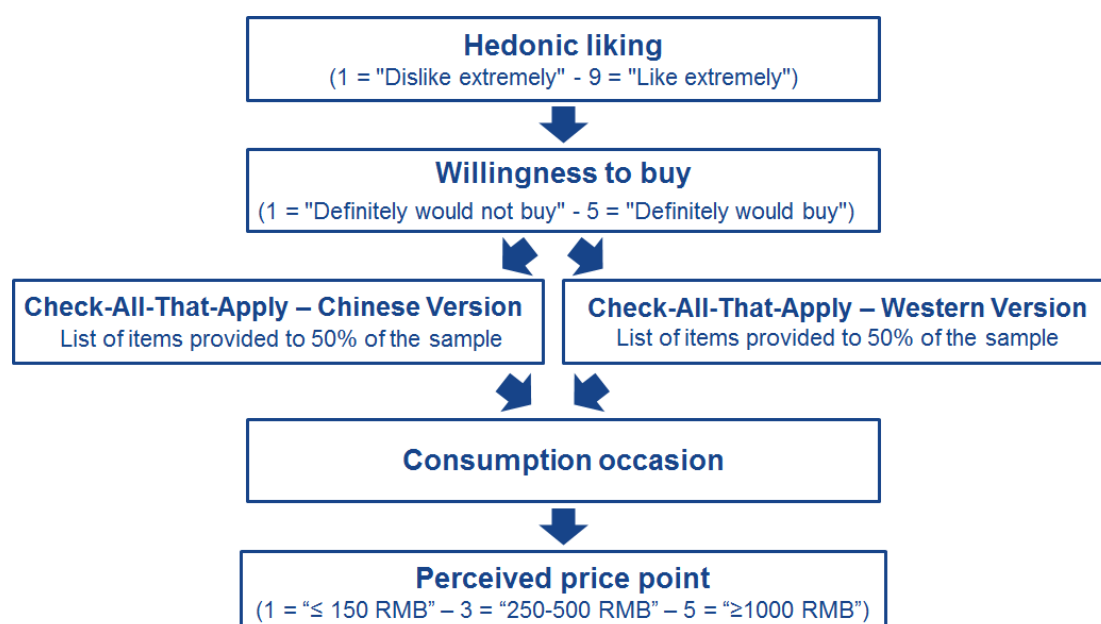 Hedonic liking
(1 = "Dislike extremely" - 9 = "Like extremely")
Willingness to buy
(1 = "Definitely would not buy" - 5 = "Definitely would buy")
Check-All-That-Apply – Chinese Version
List of items provided to 50% of the sample
Check-All-That-Apply – Western Version
List of items provided to 50% of the sample
Consumption occasion
Perceived price point
(1 = “≤ 150 RMB” – 3 = “250-500 RMB” – 5 = “≥1000 RMB”)